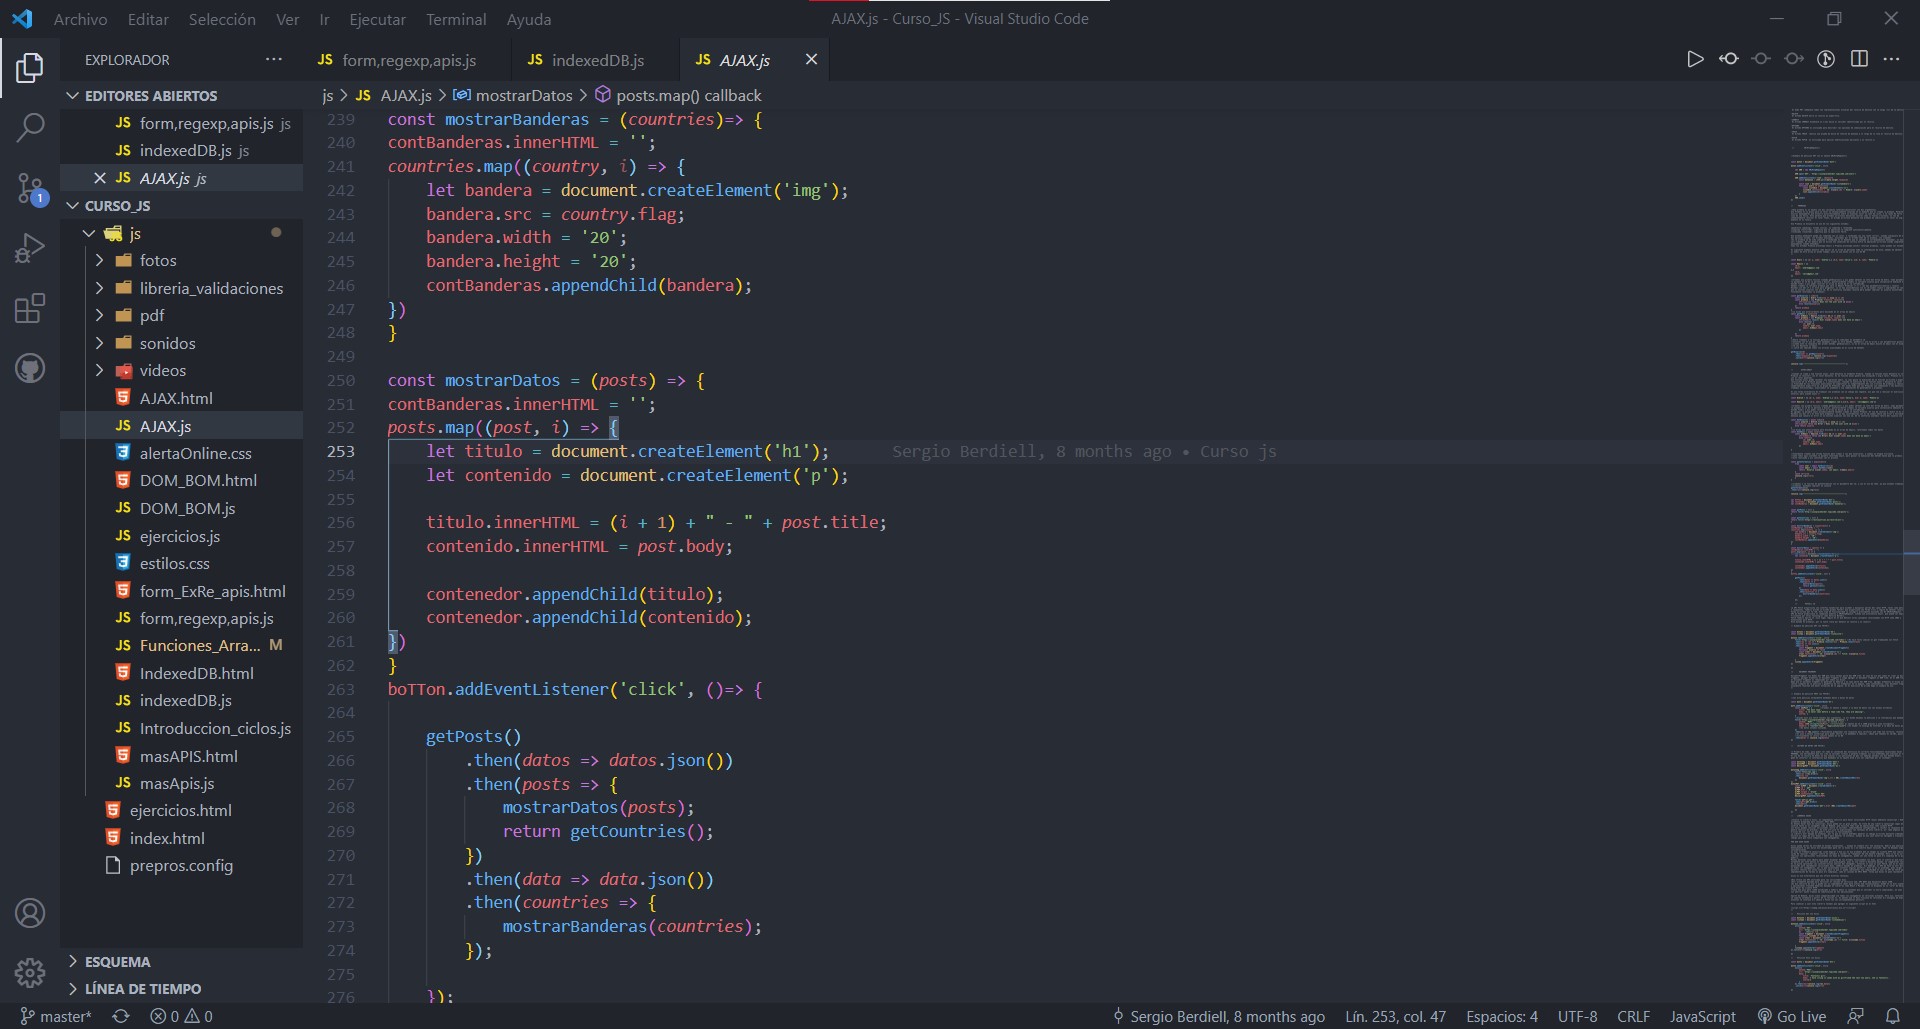 Archivo Editar Selección Ver Ir Ejecutar Terminal Ayuda
AJAX.js - Curso_JS - Visual Studio Code
EXPLORADOR
JS form,regexp,apis.js
JS indexedDB.js
JS AJAX.js
EDITORES ABIERTOS
JS form,regexp,apis.js js
JS indexedDB.js js
JS AJAX.js js
1
CURSO_JS
js
fotos
libreria_validaciones
pdf
sonidos
videos
AJAX.html
JS AJAX.js
alertaOnline.css
DOM_BOM.html
JS DOM_BOM.js
JS ejercicios.js
estilos.css
form_ExRe_apis.html
JS form,regexp,apis.js
JS Funciones_Arra... M
IndexedDB.html
JS indexedDB.js
JS Introduccion_ciclos.js
masAPIS.html
JS masApis.js
ejercicios.html
index.html
prepros.config
ESQUEMA
LÍNEA DE TIEMPO
js > JS AJAX.js > mostrarDatos > posts.map() callback
239 const mostrarBanderas = (countries)=> {
240 contBanderas.innerHTML = '';
241 countries.map((country, i) => {
242 let bandera = document.createElement('img');
243 bandera.src = country.flag;
244 bandera.width = '20';
245 bandera.height = '20';
246 contBanderas.appendChild(bandera);
247 })
248 }
249
250 const mostrarDatos = (posts) => {
251 contBanderas.innerHTML = '';
252 posts.map((post, i) => {
253 let titulo = document.createElement('h1'); Sergio Berdiell, 8 months ago • Curso js
254 let contenido = document.createElement('p');
255
256 titulo.innerHTML = (i + 1) + " - " + post.title;
257 contenido.innerHTML = post.body;
258
259 contenedor.appendChild(titulo);
260 contenedor.appendChild(contenido);
261 })
262 }
263 boTTon.addEventListener('click', ()=> {
264
265 getPosts()
266 .then(datos => datos.json())
267 .then(posts => {
268 mostrarDatos(posts);
269 return getCountries();
270 })
271 .then(data => data.json())
272 .then(countries => {
273 mostrarBanderas(countries);
274 });
275
276 });
master* 0 0
Sergio Berdiell, 8 months ago Lín. 253, col. 47 Espacios: 4 UTF-8 CRLF JavaScript Go Live